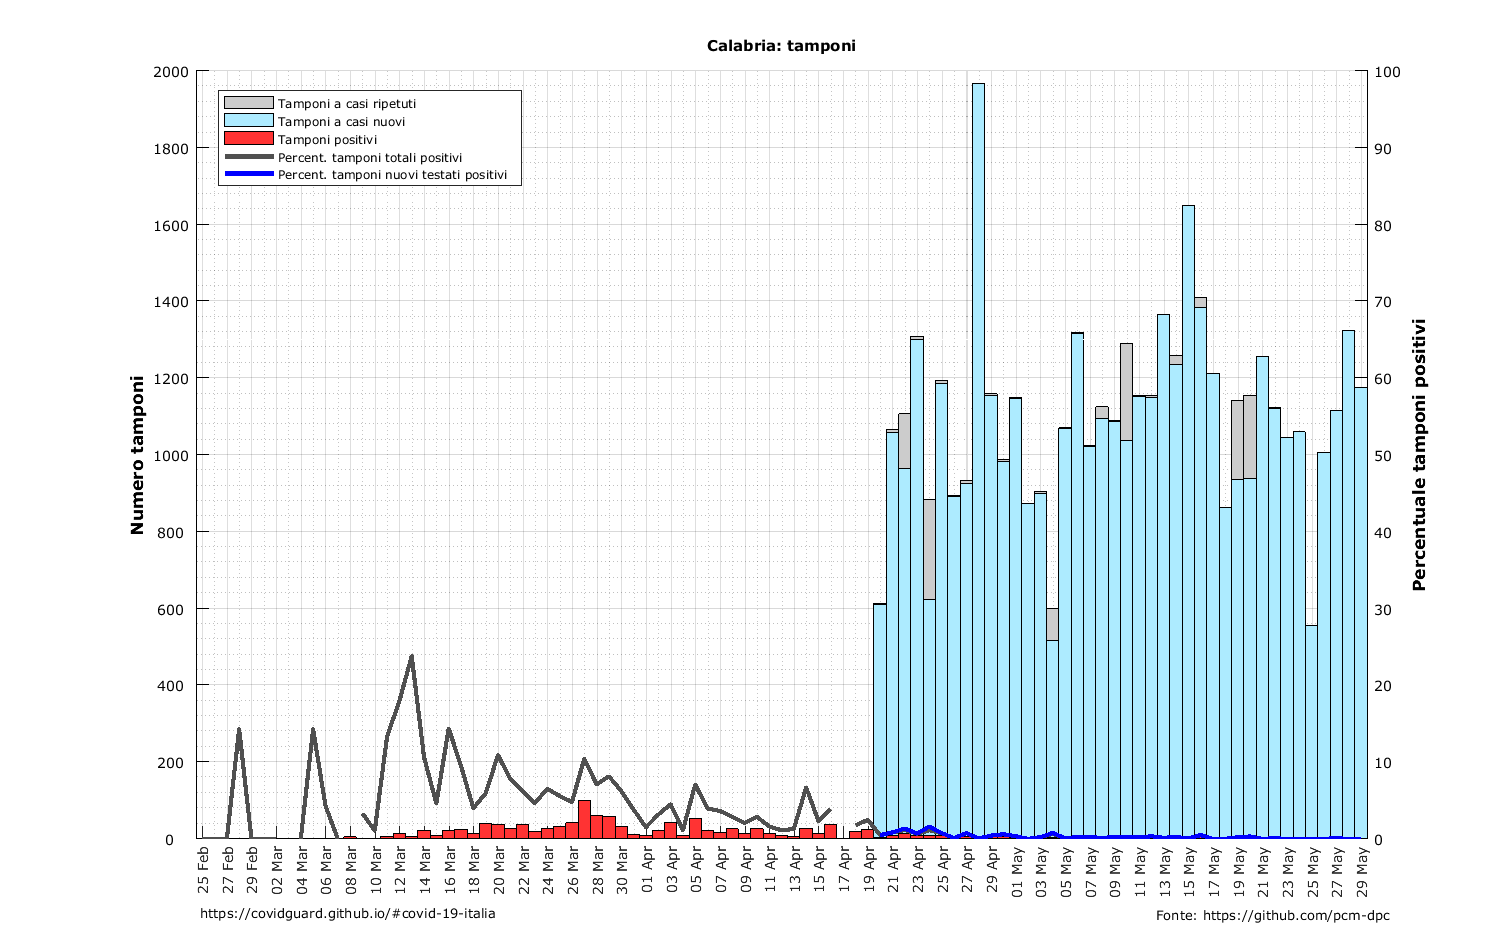 Calabria: tamponi
Tamponi a casi ripetuti
Tamponi a casi nuovi
Tamponi positivi
Percent. tamponi totali positivi
Percent. tamponi nuovi testati positivi
Numero tamponi
2000
1800
1600
1400
1200
1000
800
600
400
200
0
Percentuale tamponi positivi
100
90
80
70
60
50
40
30
20
10
0
25 Feb
27 Feb
29 Feb
02 Mar
04 Mar
06 Mar
08 Mar
10 Mar
12 Mar
14 Mar
16 Mar
18 Mar
20 Mar
22 Mar
24 Mar
26 Mar
28 Mar
30 Mar
01 Apr
03 Apr
05 Apr
07 Apr
09 Apr
11 Apr
13 Apr
15 Apr
17 Apr
19 Apr
21 Apr
23 Apr
25 Apr
27 Apr
29 Apr
01 May
03 May
05 May
07 May
09 May
11 May
13 May
15 May
17 May
19 May
21 May
23 May
25 May
27 May
29 May
https://covidguard.github.io/#covid-19-italia
Fonte: https://github.com/pcm-dpc